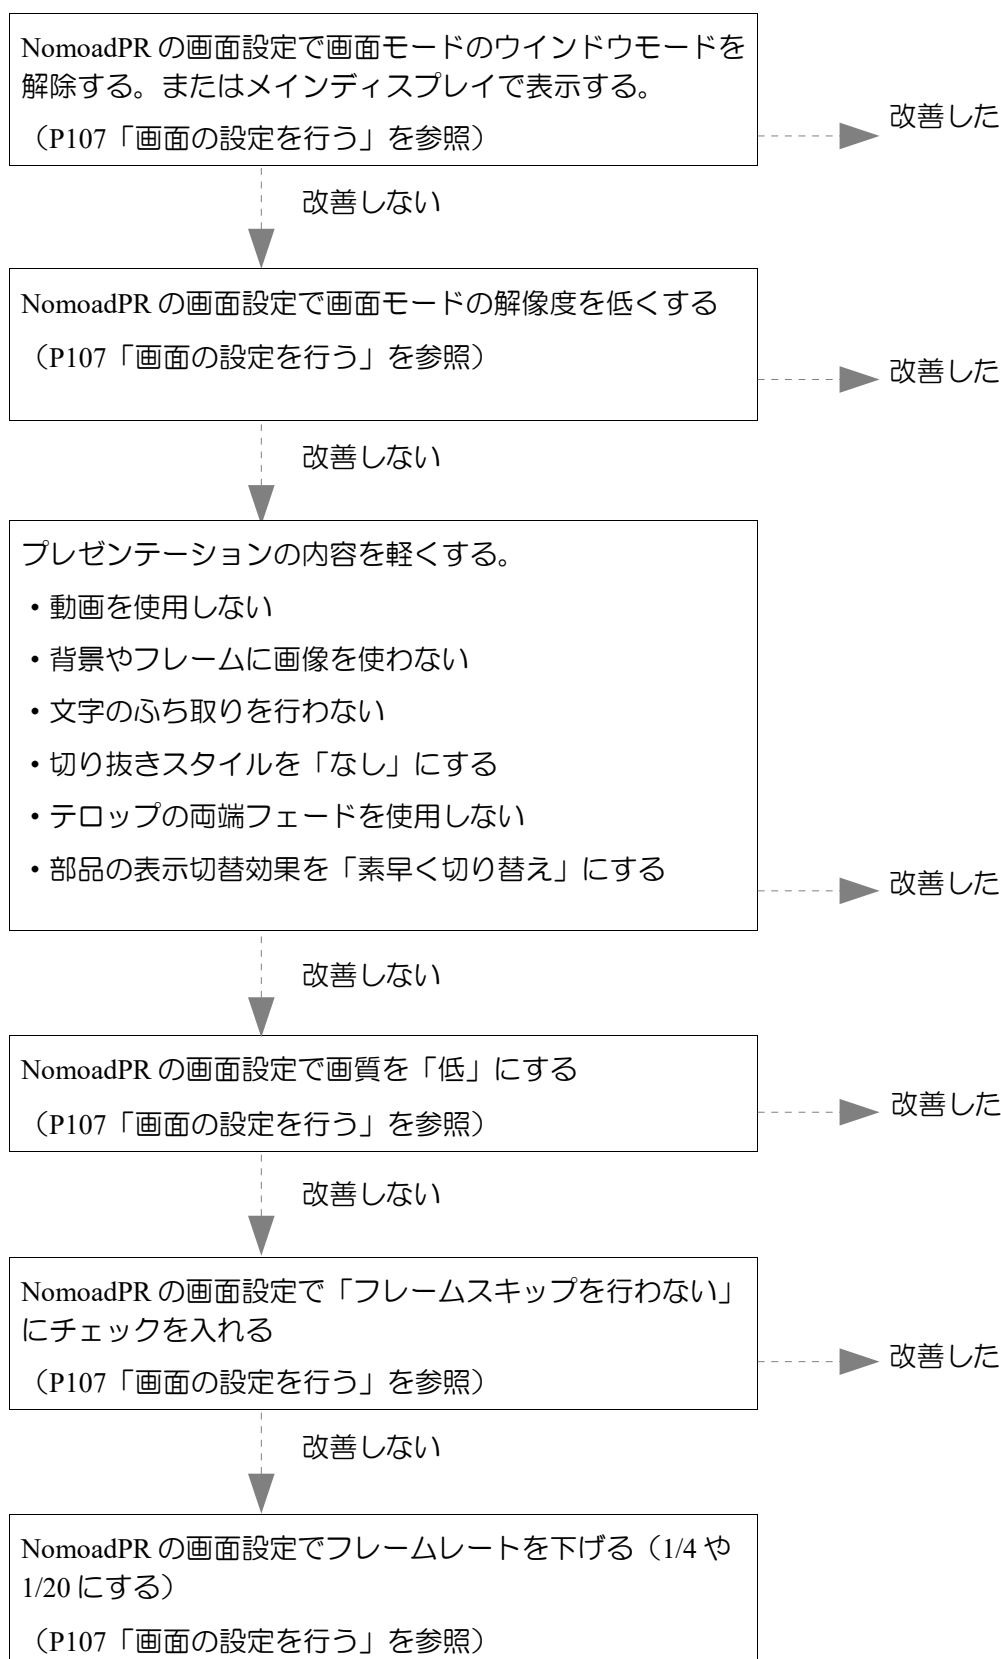 NomoadPR の画面設定で画面モードのウインドウモードを
解除する。またはメインディスプレイで表示する。
（P107「画面の設定を行う」を参照）
改善した
改善しない
NomoadPR の画面設定で画面モードの解像度を低くする
（P107「画面の設定を行う」を参照）
改善した
改善しない
プレゼンテーションの内容を軽くする。
・動画を使用しない
・背景やフレームに画像を使わない
・文字のふち取りを行わない
・切り抜きスタイルを「なし」にする
・テロップの両端フェードを使用しない
・部品の表示切替効果を「素早く切り替え」にする
改善した
改善しない
NomoadPR の画面設定で画質を「低」にする
（P107「画面の設定を行う」を参照）
改善した
改善しない
NomoadPR の画面設定で「フレームスキップを行わない」
にチェックを入れる
（P107「画面の設定を行う」を参照）
改善した
改善しない
NomoadPR の画面設定でフレームレートを下げる（1/4 や
1/20 にする）
（P107「画面の設定を行う」を参照）